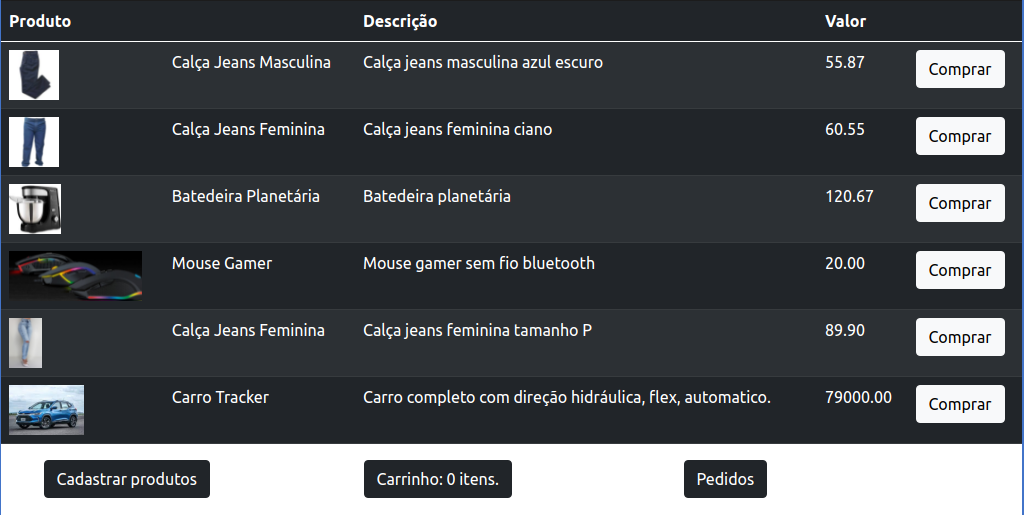 Produto Descrição Valor
Calça Jeans Masculina Calça jeans masculina azul escuro 55.87 Comprar
Calça Jeans Feminina Calça jeans feminina ciano 60.55 Comprar
Batedeira Planetária Batedeira planetária 120.67 Comprar
Mouse Gamer Mouse gamer sem fio bluetooth 20.00 Comprar
Calça Jeans Feminina Calça jeans feminina tamanho P 89.90 Comprar
Carro Tracker Carro completo com direção hidráulica, flex, automatico. 79000.00 Comprar
Cadastrar produtos Carrinho: 0 itens. Pedidos